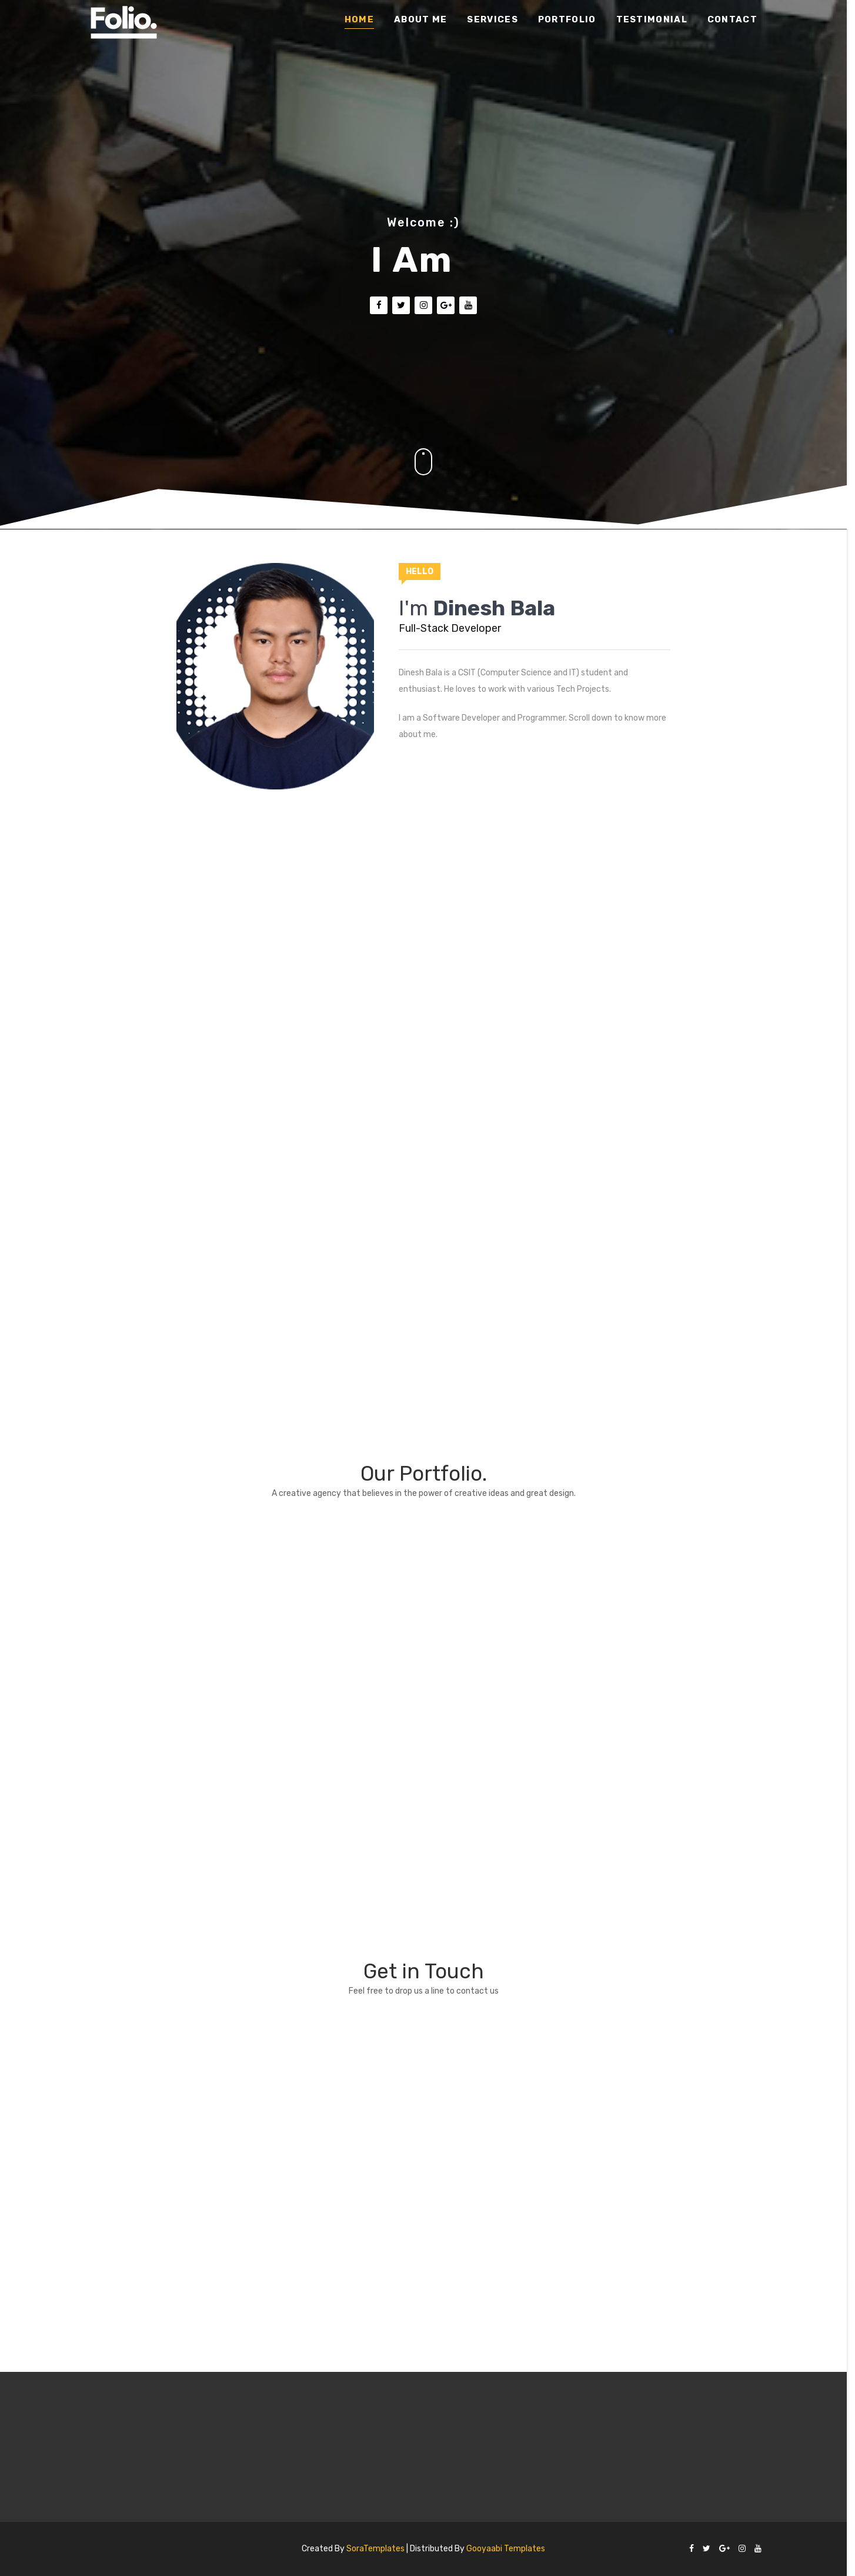 Folio.
HOME ABOUT ME SERVICES PORTFOLIO TESTIMONIAL CONTACT
Welcome :)
I Am
HELLO
I'm Dinesh Bala
Full-Stack Developer
Dinesh Bala is a CSIT (Computer Science and IT) student and
enthusiast. He loves to work with various Tech Projects.
I am a Software Developer and Programmer. Scroll down to know more
about me.
Our Portfolio.
A creative agency that believes in the power of creative ideas and great design.
Get in Touch
Feel free to drop us a line to contact us
Created By SoraTemplates | Distributed By Gooyaabi Templates